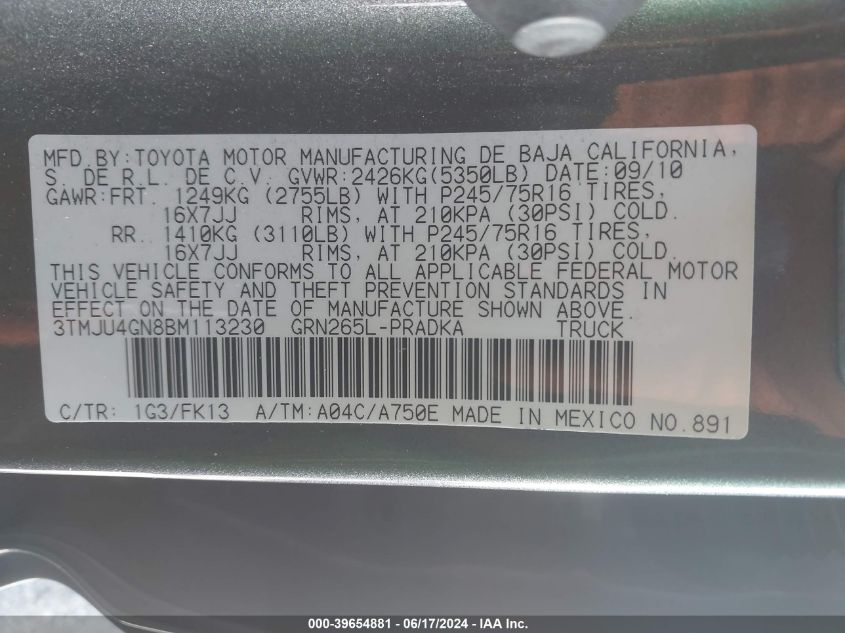 MFD.BY:TOYOTA MOTOR MANUFACTURING DE BAJA CALIFORNIA,
S. DE R.L. DE C.V. GVWR:2426KG(5350LB) DATE:09/10
GAWR:FRT. 1249KG (2755LB) WITH P245/75R16 TIRES,
16X7JJ RIMS, AT 210KPA (30PSI) COLD.
RR. 1410KG (3110LB) WITH P245/75R16 TIRES,
16X7JJ RIMS, AT 210KPA (30PSI) COLD.
THIS VEHICLE CONFORMS TO ALL APPLICABLE FEDERAL MOTOR
VEHICLE SAFETY AND THEFT PREVENTION STANDARDS IN
EFFECT ON THE DATE OF MANUFACTURE SHOWN ABOVE.
3TMJU4GN8BM113230 GRN265L-PRADKA TRUCK
C/TR: 1G3/FK13 A/TM:A04C/A750E MADE IN MEXICO NO.891
000-39654881 - 06/17/2024 - IAA, Inc.